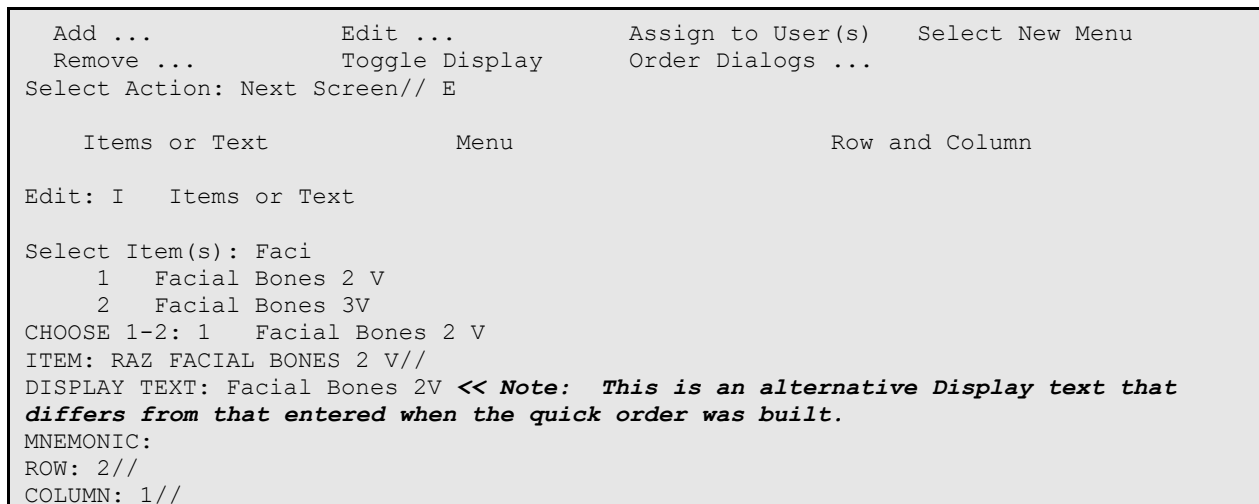 Add ... Edit ... Assign to User(s) Select New Menu
Remove ... Toggle Display Order Dialogs ...
Select Action: Next Screen// E
Items or Text Menu Row and Column
Edit: I Items or Text
Select Item(s): Faci
1 Facial Bones 2 V
2 Facial Bones 3V
CHOOSE 1-2: 1 Facial Bones 2 V
ITEM: RAZ FACIAL BONES 2 V//
DISPLAY TEXT: Facial Bones 2V << Note: This is an alternative Display text that
differs from that entered when the quick order was built.
MNEMONIC:
ROW: 2//
COLUMN: 1//